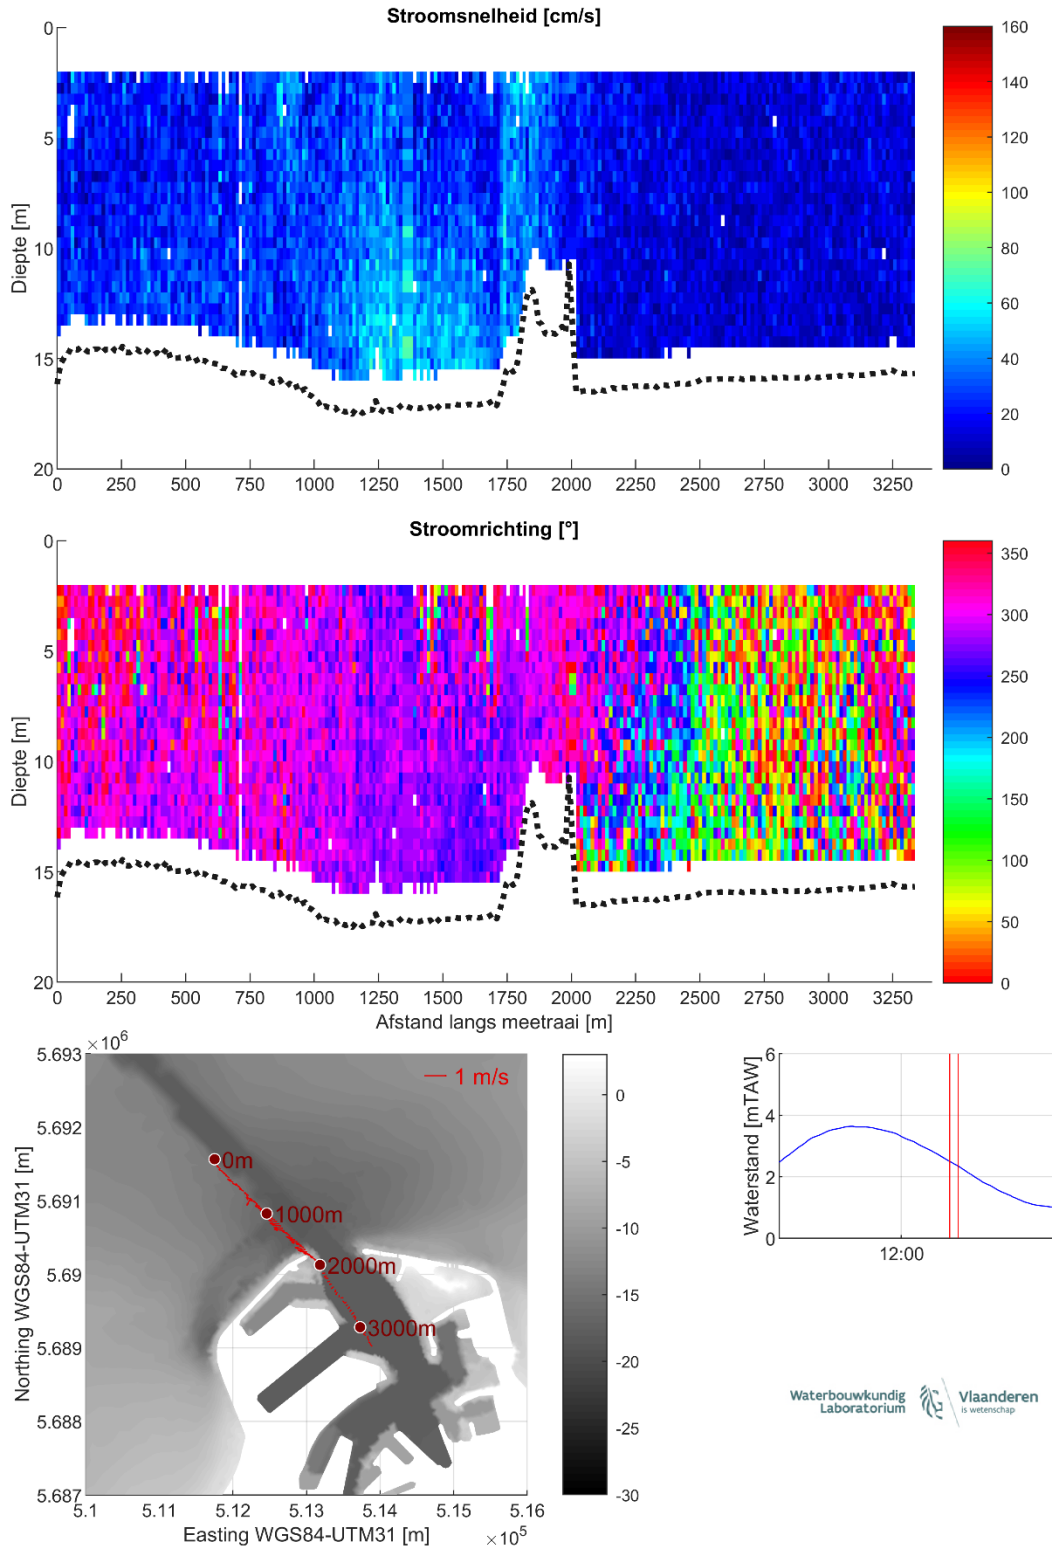 Stroomsnelheid [cm/s]
0
5
10
15
20
Diepte [m]
0 250 500 750 1000 1250 1500 1750 2000 2250 2500 2750 3000 3250
160
140
120
100
80
60
40
20
0
Stroomrichting [°]
0
5
10
15
20
Diepte [m]
0 250 500 750 1000 1250 1500 1750 2000 2250 2500 2750 3000 3250
Afstand langs meetraai [m]
350
300
250
200
150
100
50
0
×10⁶
5.693
5.692
5.691
5.69
5.689
5.688
5.687
Northing WGS84-UTM31 [m]
1 m/s
0m
1000m
2000m
3000m
5.1 5.11 5.12 5.13 5.14 5.15 5.16
Easting WGS84-UTM31 [m]
×10⁵
0
-5
-10
-15
-20
-25
-30
6
4
2
0
Waterstand [mTAW]
12:00
Waterbouwkundig
Laboratorium
Vlaanderen
is wetenschap